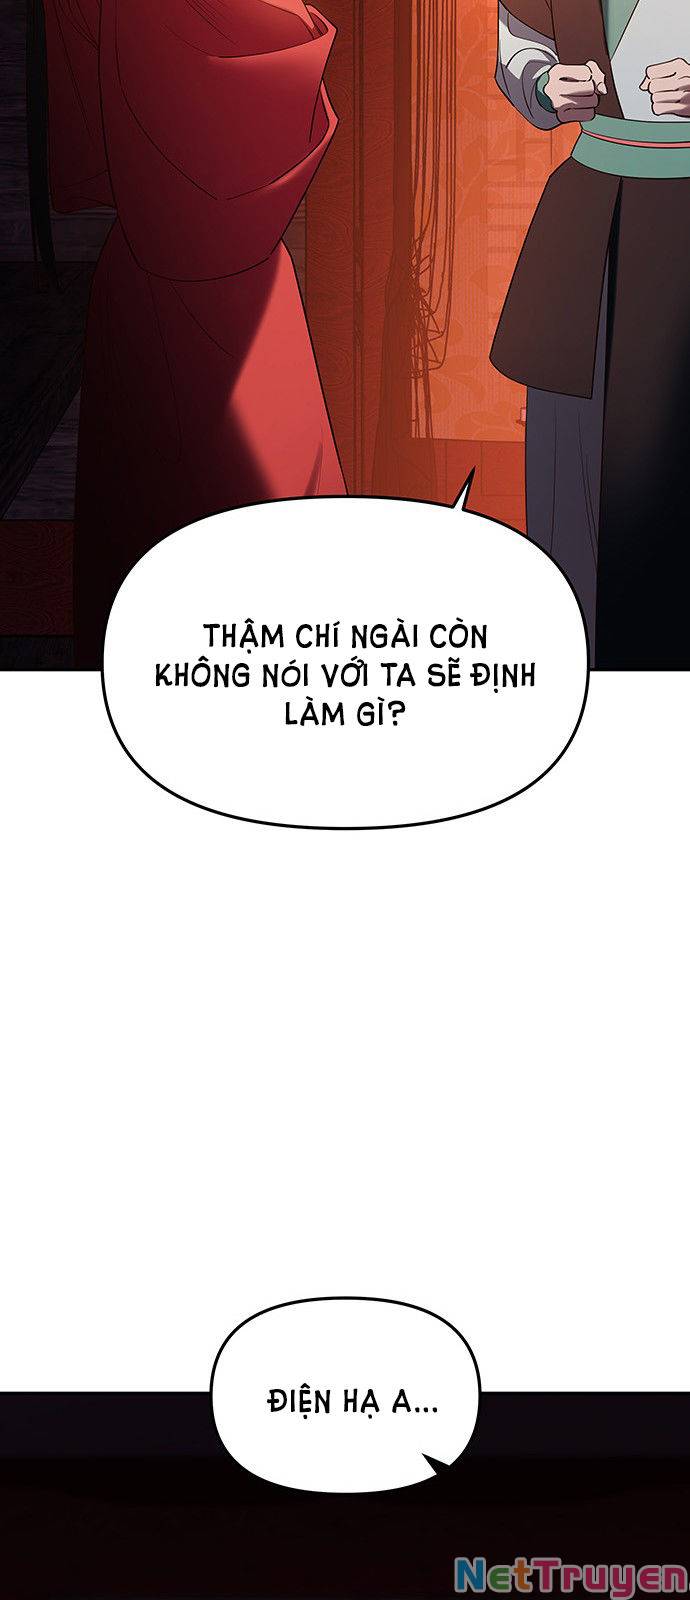 THẬM CHÍ NGÀI CÒN
KHÔNG NÓI VỚI TA SẼ ĐỊNH
LÀM GÌ?
ĐIỆN HẠ A...
NetTruyen